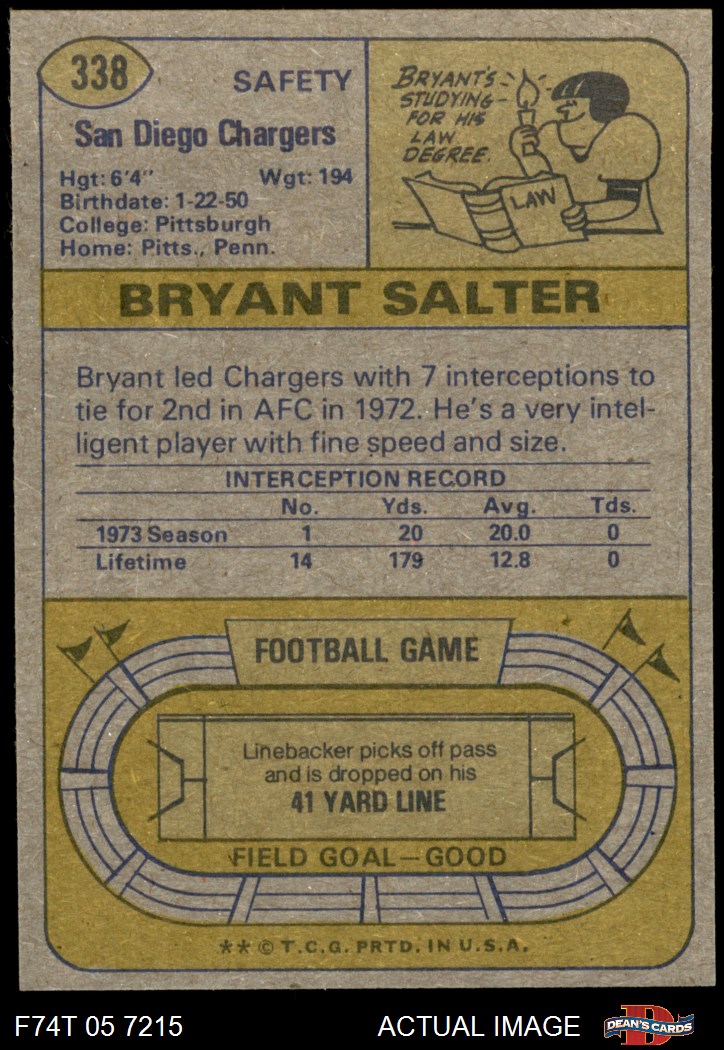 338
SAFETY
San Diego Chargers
Hgt: 6'4" Wgt: 194
Birthdate: 1-22-50
College: Pittsburgh
Home: Pitts., Penn.
BRYANT'S
STUDYING
FOR HIS
LAW
DEGREE.
LAW
BRYANT SALTER
Bryant led Chargers with 7 interceptions to
tie for 2nd in AFC in 1972. He's a very intel-
ligent player with fine speed and size.
INTERCEPTION RECORD
No. Yds. Avg. Tds.
1973 Season 1 20 20.0 0
Lifetime 14 179 12.8 0
FOOTBALL GAME
Linebacker picks off pass
and is dropped on his
41 YARD LINE
FIELD GOAL—GOOD
** © T.C.G. PRTD. IN U.S.A.
F74T 05 7215 ACTUAL IMAGE
D
DEAN'S CARDS